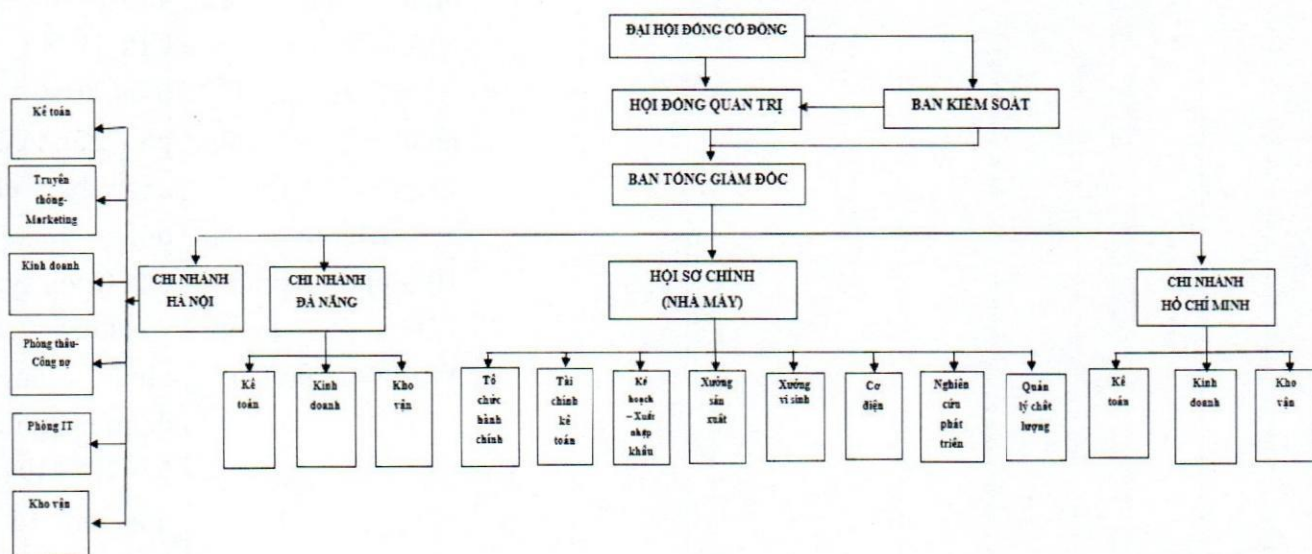 ĐẠI HỘI ĐỒNG CỔ ĐÔNG
HỘI ĐỒNG QUẢN TRỊ
BAN KIỂM SOÁT
BAN TỔNG GIÁM ĐỐC
CHI NHÁNH
HÀ NỘI
CHI NHÁNH
ĐÀ NẴNG
HỘI SỞ CHÍNH
(NHÀ MÁY)
CHI NHÁNH
HỒ CHÍ MINH
Kế toán
Truyền
thông-
Marketing
Kinh doanh
Phòng thầu-
Công nợ
Phòng IT
Kho vận
Kế
toán
Kinh
doanh
Kho
vận
Tổ
chức
hành
chính
Tài
chính
kế
toán
Kế
hoạch
– Xuất
nhập
khẩu
Xưởng
sản
xuất
Xưởng
vi sinh
Cơ
điện
Nghiên
cứu
phát
triển
Quản
lý chất
lượng
Kế
toán
Kinh
doanh
Kho
vận